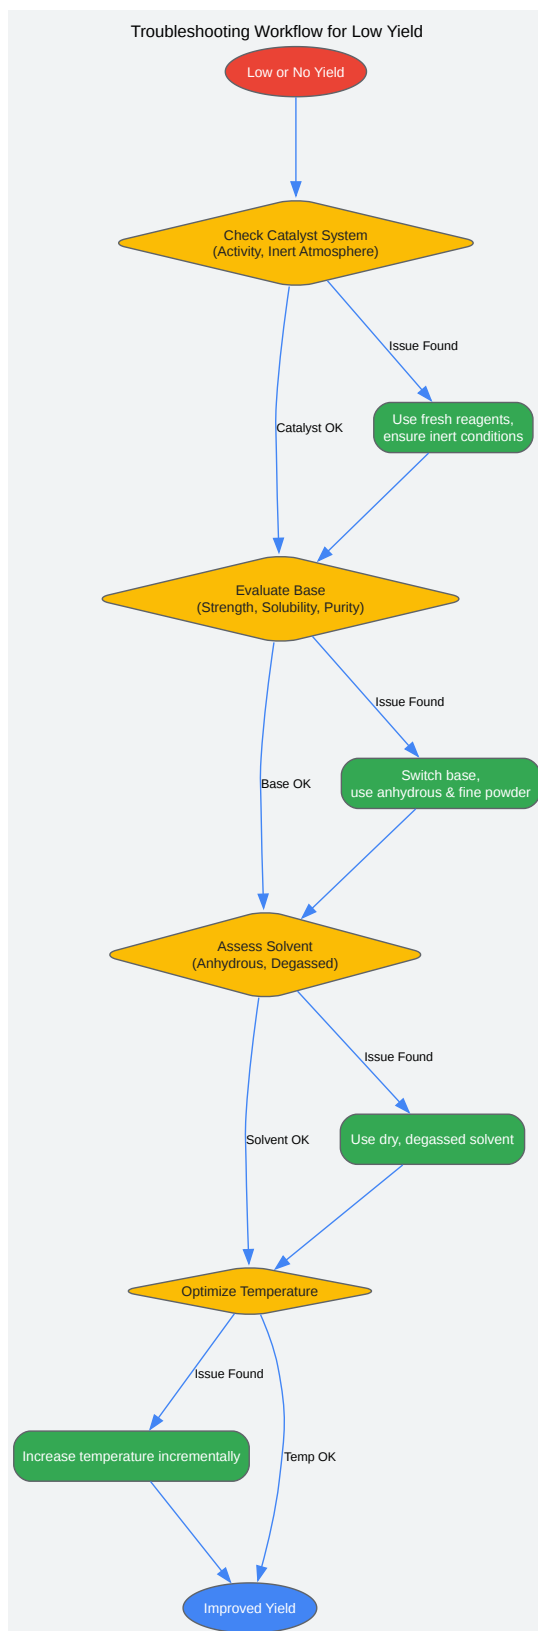 Troubleshooting Workflow for Low Yield
Low or No Yield
Check Catalyst System
(Activity, Inert Atmosphere)
Issue Found
Catalyst OK
Use fresh reagents,
ensure inert conditions
Evaluate Base
(Strength, Solubility, Purity)
Issue Found
Base OK
Switch base,
use anhydrous & fine powder
Assess Solvent
(Anhydrous, Degassed)
Issue Found
Solvent OK
Use dry, degassed solvent
Optimize Temperature
Issue Found
Increase temperature incrementally
Temp OK
Improved Yield